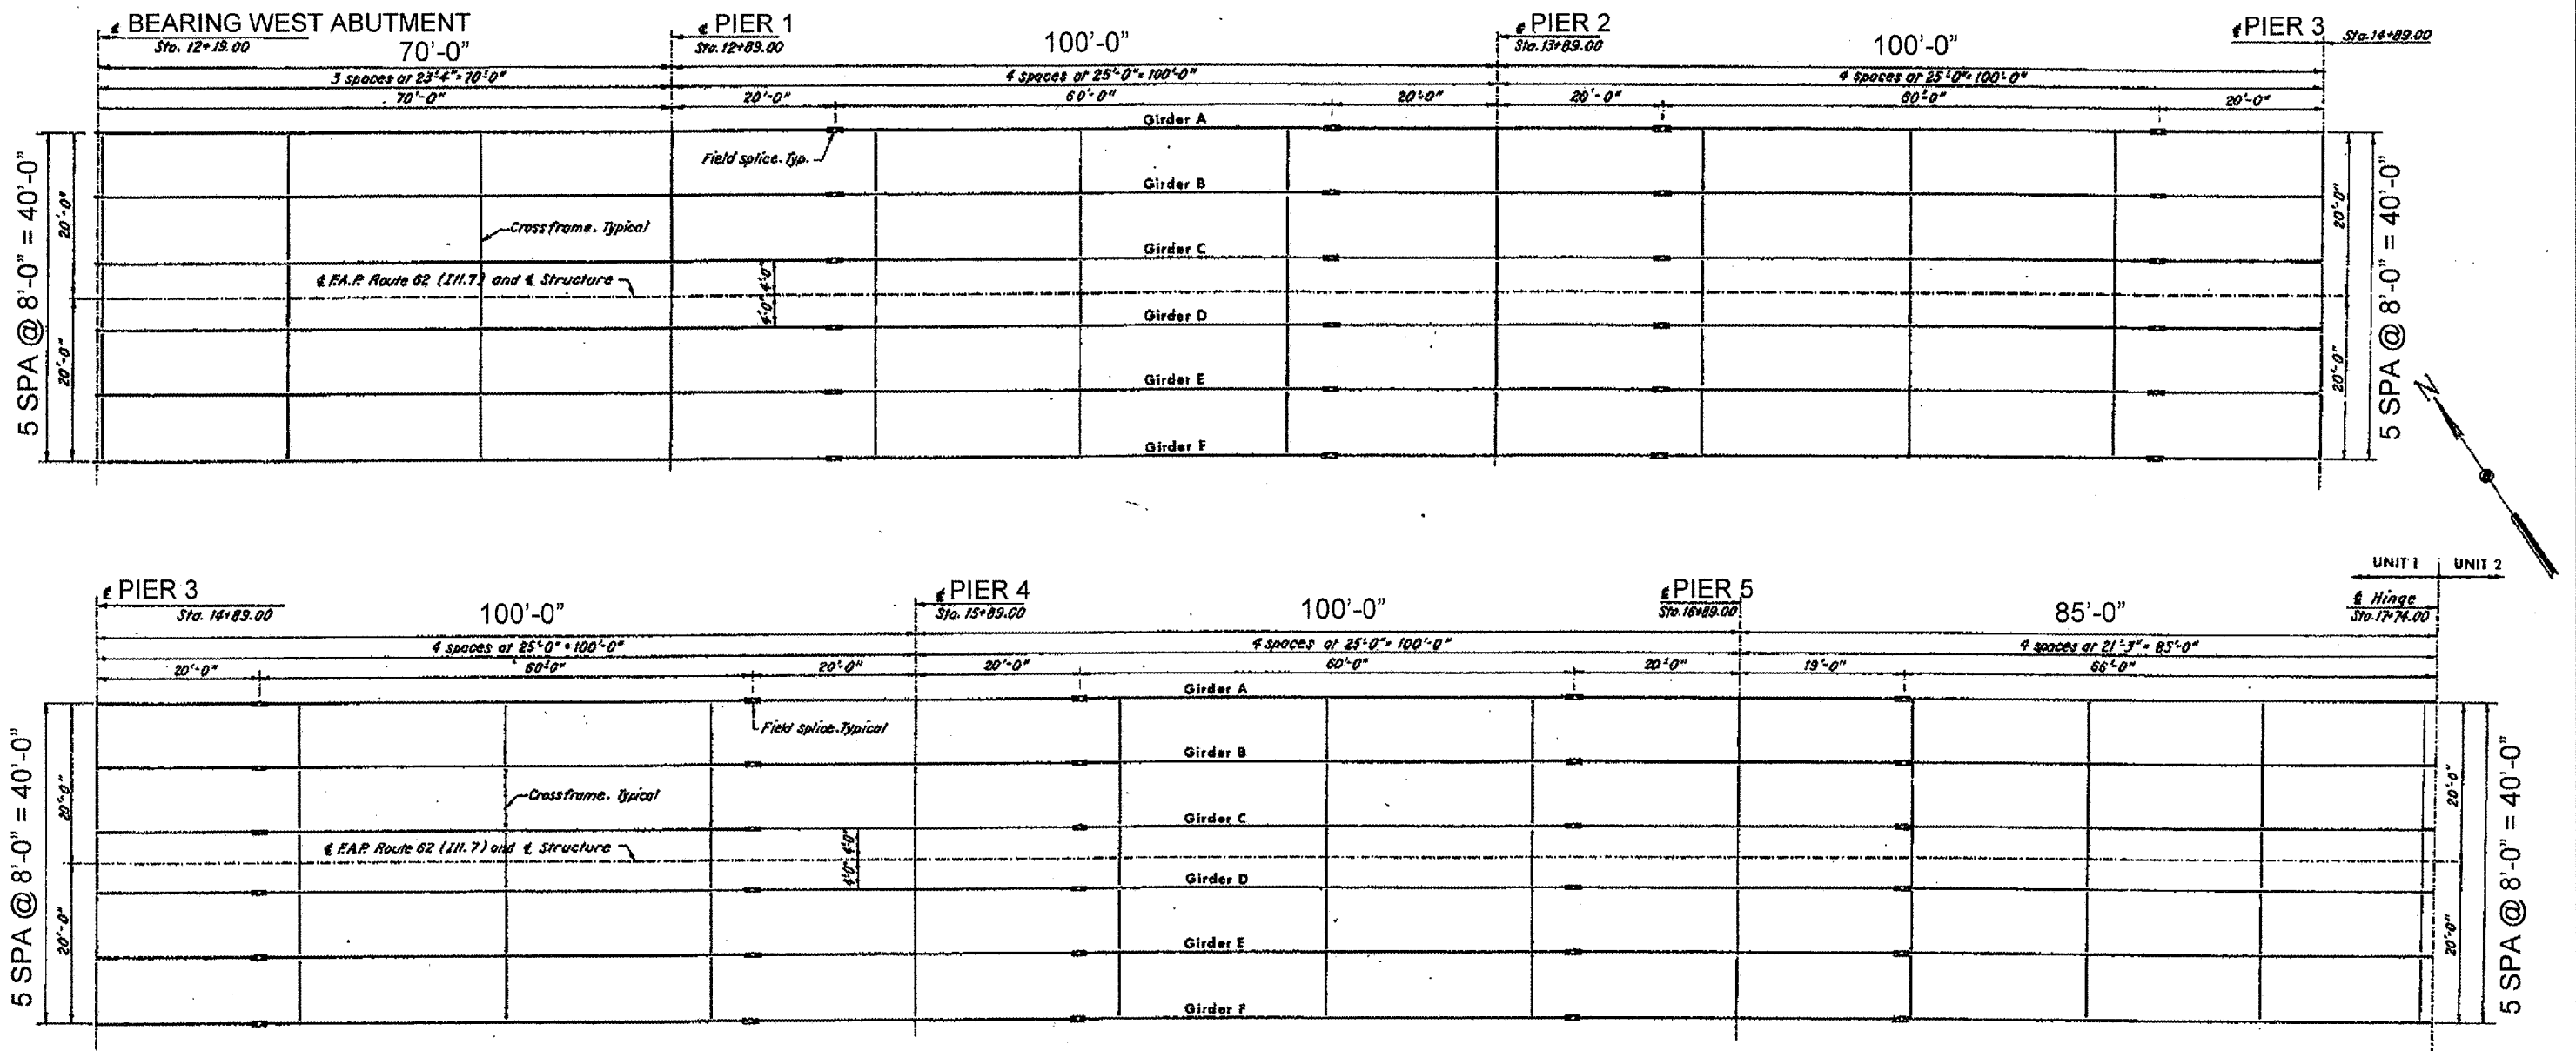 ℄ BEARING WEST ABUTMENT
Sta. 12+19.00
70'-0"
℄ PIER 1
Sta. 12+89.00
100'-0"
℄ PIER 2
Sta. 13+89.00
100'-0"
℄ PIER 3
Sta. 14+89.00
3 spaces at 23'-4" = 70'-0"
4 spaces at 25'-0" = 100'-0"
4 spaces at 25'-0" = 100'-0"
70'-0"
20'-0"
60'-0"
20'-0"
20'-0"
60'-0"
20'-0"
Girder A
Field splice. Typ.
Girder B
Crossframe. Typical
Girder C
℄ F.A.P. Route 62 (Ill. 7) and ℄ Structure
4'-0" 4'-0"
Girder D
Girder E
Girder F
5 SPA @ 8'-0" = 40'-0"
20'-0"
20'-0"
20'-0"
20'-0"
5 SPA @ 8'-0" = 40'-0"
N
UNIT 1
UNIT 2
℄ PIER 3
Sta. 14+89.00
100'-0"
℄ PIER 4
Sta. 15+89.00
100'-0"
℄ PIER 5
Sta. 16+89.00
85'-0"
℄ Hinge
Sta. 17+74.00
4 spaces at 25'-0" = 100'-0"
4 spaces at 25'-0" = 100'-0"
4 spaces at 21'-3" = 85'-0"
20'-0"
60'-0"
20'-0"
20'-0"
60'-0"
20'-0"
19'-0"
66'-0"
Girder A
Field splice. Typical
Girder B
Crossframe. Typical
Girder C
℄ F.A.P. Route 62 (Ill. 7) and ℄ Structure
4'-0" 4'-0"
Girder D
Girder E
Girder F
5 SPA @ 8'-0" = 40'-0"
20'-0"
20'-0"
20'-0"
20'-0"
5 SPA @ 8'-0" = 40'-0"